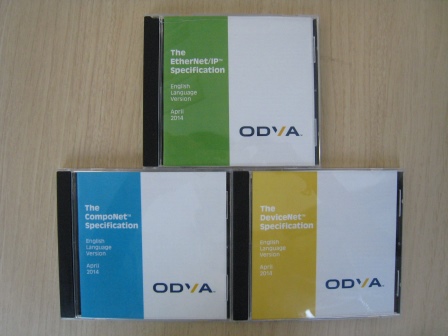 The
EtherNet/IP™
Specification
English
Language
Version
April
2014
ODVA
The
CompoNet™
Specification
English
Language
Version
April
2014
ODVA
The
DeviceNet™
Specification
English
Language
Version
April
2014
ODVA